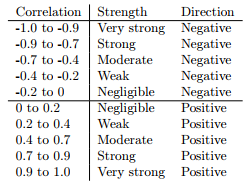 Correlation Strength Direction
-1.0 to -0.9 Very strong Negative
-0.9 to -0.7 Strong Negative
-0.7 to -0.4 Moderate Negative
-0.4 to -0.2 Weak Negative
-0.2 to 0 Negligible Negative
0 to 0.2 Negligible Positive
0.2 to 0.4 Weak Positive
0.4 to 0.7 Moderate Positive
0.7 to 0.9 Strong Positive
0.9 to 1.0 Very strong Positive